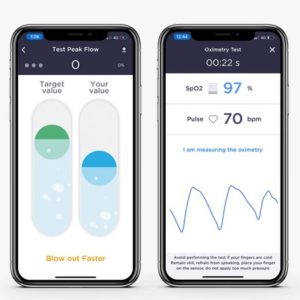 1:26
4G
Test Peak Flow
0
0%
Target
value
Your
value
Blow out Faster
12:44
4G
Oximetry Test
00:22 s
SpO2 97 %
Pulse 70 bpm
I am measuring the oximetry
Avoid performing the test if your fingers are cold
Remain still, refrain from speaking, place your finger
on the sensor, do not apply too much pressure